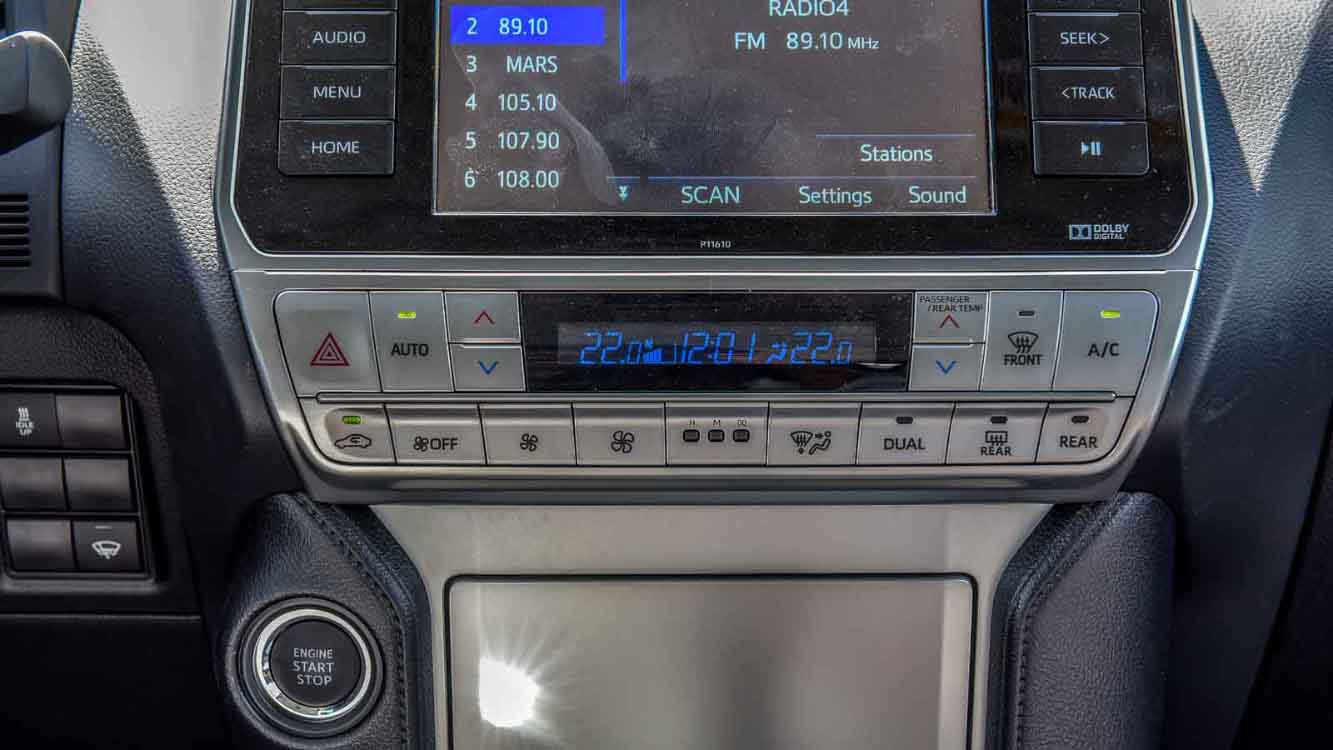 AUDIO
MENU
HOME
2 89.10
3 MARS
4 105.10
5 107.90
6 108.00
RADIO4
FM 89.10 MHz
Stations
SCAN
Settings
Sound
SEEK>
<TRACK
P11610
DOLBY
DIGITAL
AUTO
22.0 12:01 22.0
PASSENGER
/REAR TEMP
FRONT
A/C
OFF
M
DUAL
REAR
REAR
IDLE
UP
ENGINE
START
STOP